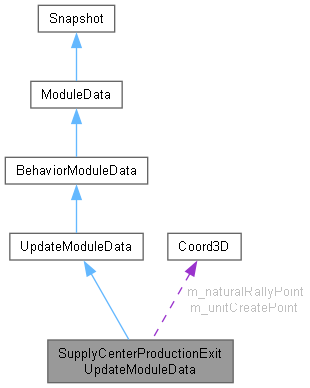 Snapshot
ModuleData
BehaviorModuleData
UpdateModuleData
Coord3D
m_naturalRallyPoint
m_unitCreatePoint
SupplyCenterProductionExit
UpdateModuleData